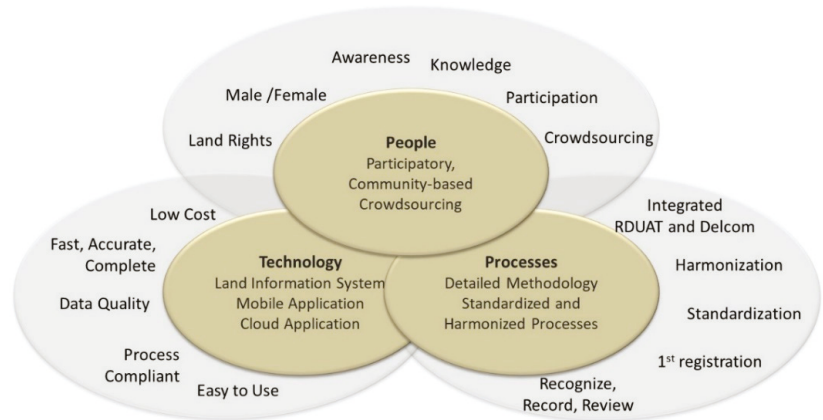 Awareness
Knowledge
Male /Female
Participation
Land Rights
Crowdsourcing
People
Participatory,
Community-based
Crowdsourcing
Low Cost
Fast, Accurate,
Complete
Data Quality
Process
Compliant
Easy to Use
Technology
Land Information System
Mobile Application
Cloud Application
Processes
Detailed Methodology
Standardized and
Harmonized Processes
Integrated
RDUAT and Delcom
Harmonization
Standardization
1st registration
Recognize,
Record, Review